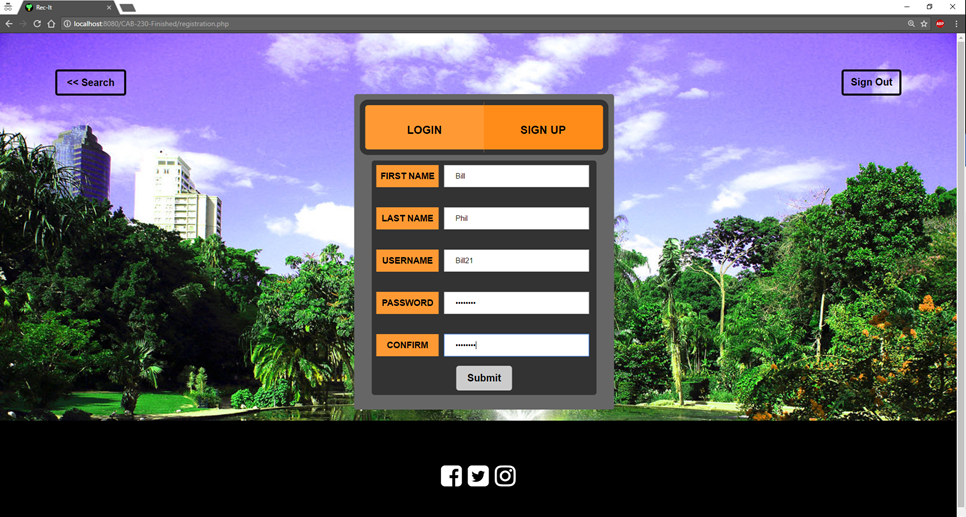 Rec-It
localhost:8080/CAB-230-Finished/registration.php
ABP
<< Search
Sign Out
LOGIN
SIGN UP
FIRST NAME
Bill
LAST NAME
Phil
USERNAME
Bill21
PASSWORD
••••••••
CONFIRM
••••••••
Submit